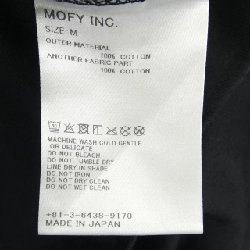 MOFY INC.
SIZE: M
OUTER MATERIAL
100% COTTON
ANOTHER FABRIC PART
100% COTTON
MACHINE WASH COLD GENTLE
OR DELICATE
DO NOT BLEACH
DO NOT TUMBLE DRY
LINE DRY IN SHADE
DO NOT IRON
DO NOT DRY CLEAN
DO NOT WET CLEAN
+81-3-6438-9170
MADE IN JAPAN